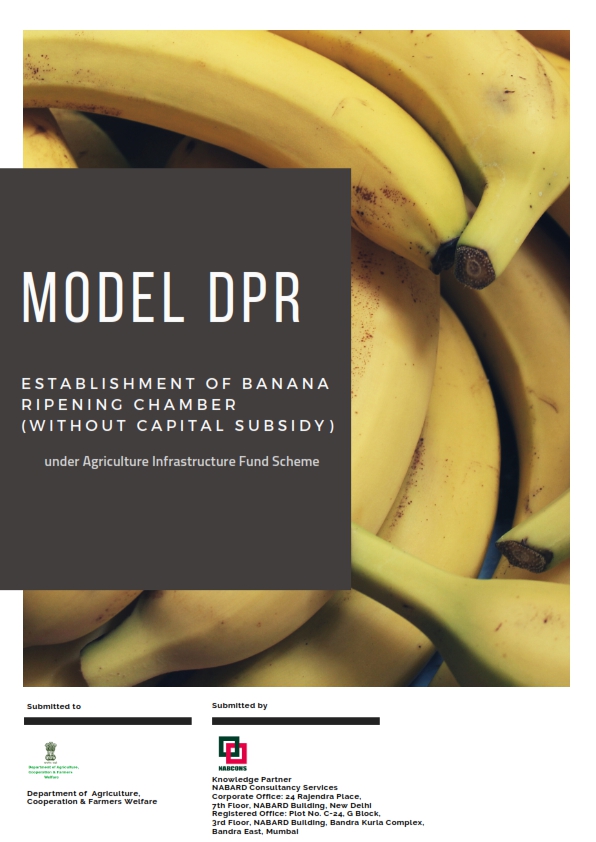 MODEL DPR
ESTABLISHMENT OF BANANA
RIPENING CHAMBER
(WITHOUT CAPITAL SUBSIDY)
under Agriculture Infrastructure Fund Scheme
Submitted to
Department of Agriculture,
Cooperation & Farmers
Welfare
Department of Agriculture,
Cooperation & Farmers Welfare
Submitted by
NABCONS
Knowledge Partner
NABARD Consultancy Services
Corporate Office: 24 Rajendra Place,
7th Floor, NABARD Building, New Delhi
Registered Office: Plot No. C-24, G Block,
3rd Floor, NABARD Building, Bandra Kurla Complex,
Bandra East, Mumbai